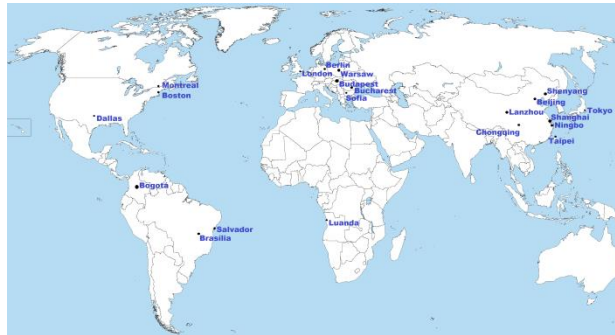 Berlin
London
Warsaw
Budapest
Bucharest
Sofia
Montreal
Boston
Dallas
Shenyang
Beijing
Lanzhou
Shanghai
Tokyo
Ningbo
Chongqing
Taipei
Bogota
Luanda
Salvador
Brasilia